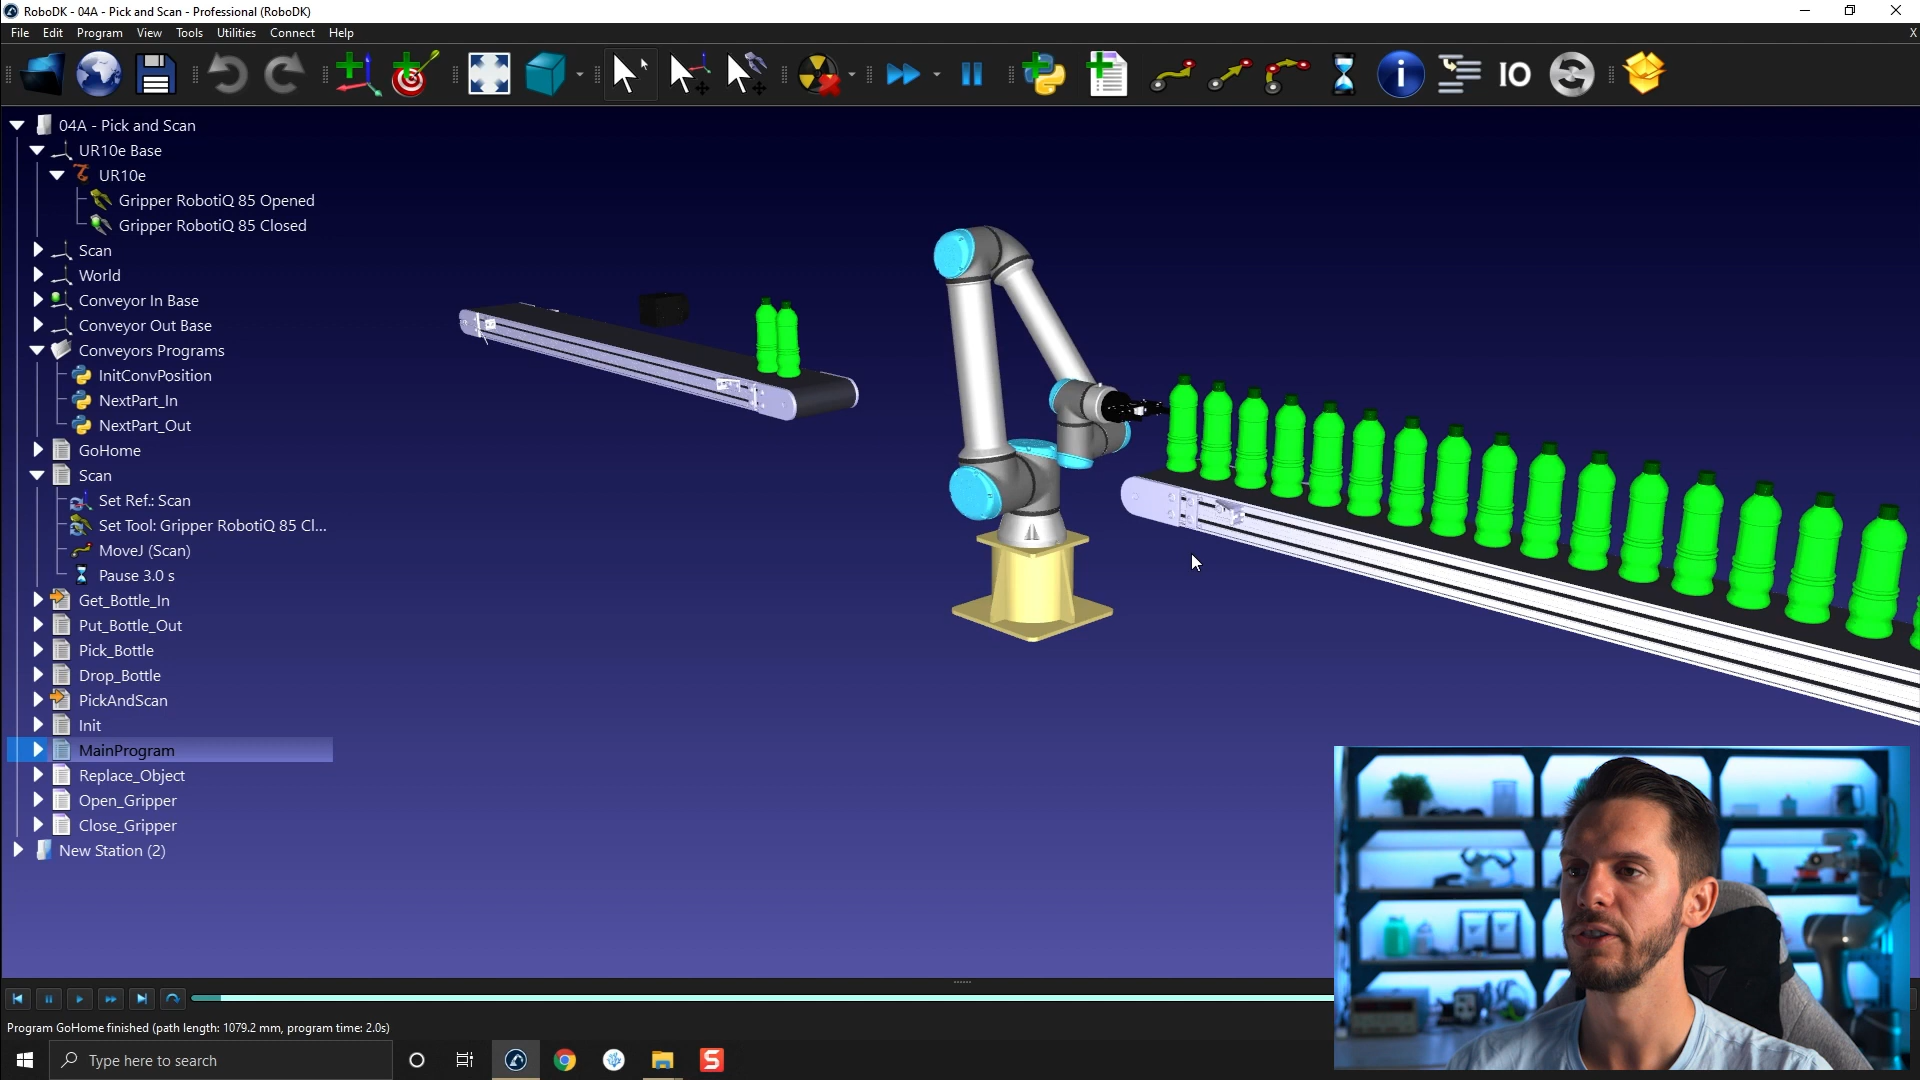 RoboDK - 04A - Pick and Scan - Professional (RoboDK)
File Edit Program View Tools Utilities Connect Help X
IO
04A - Pick and Scan
UR10e Base
UR10e
Gripper RobotiQ 85 Opened
Gripper RobotiQ 85 Closed
Scan
World
Conveyor In Base
Conveyor Out Base
Conveyors Programs
InitConvPosition
NextPart_In
NextPart_Out
GoHome
Scan
Set Ref.: Scan
Set Tool: Gripper RobotiQ 85 Cl...
MoveJ (Scan)
Pause 3.0 s
Get_Bottle_In
Put_Bottle_Out
Pick_Bottle
Drop_Bottle
PickAndScan
Init
MainProgram
Replace_Object
Open_Gripper
Close_Gripper
New Station (2)
Program GoHome finished (path length: 1079.2 mm, program time: 2.0s)
Type here to search
S